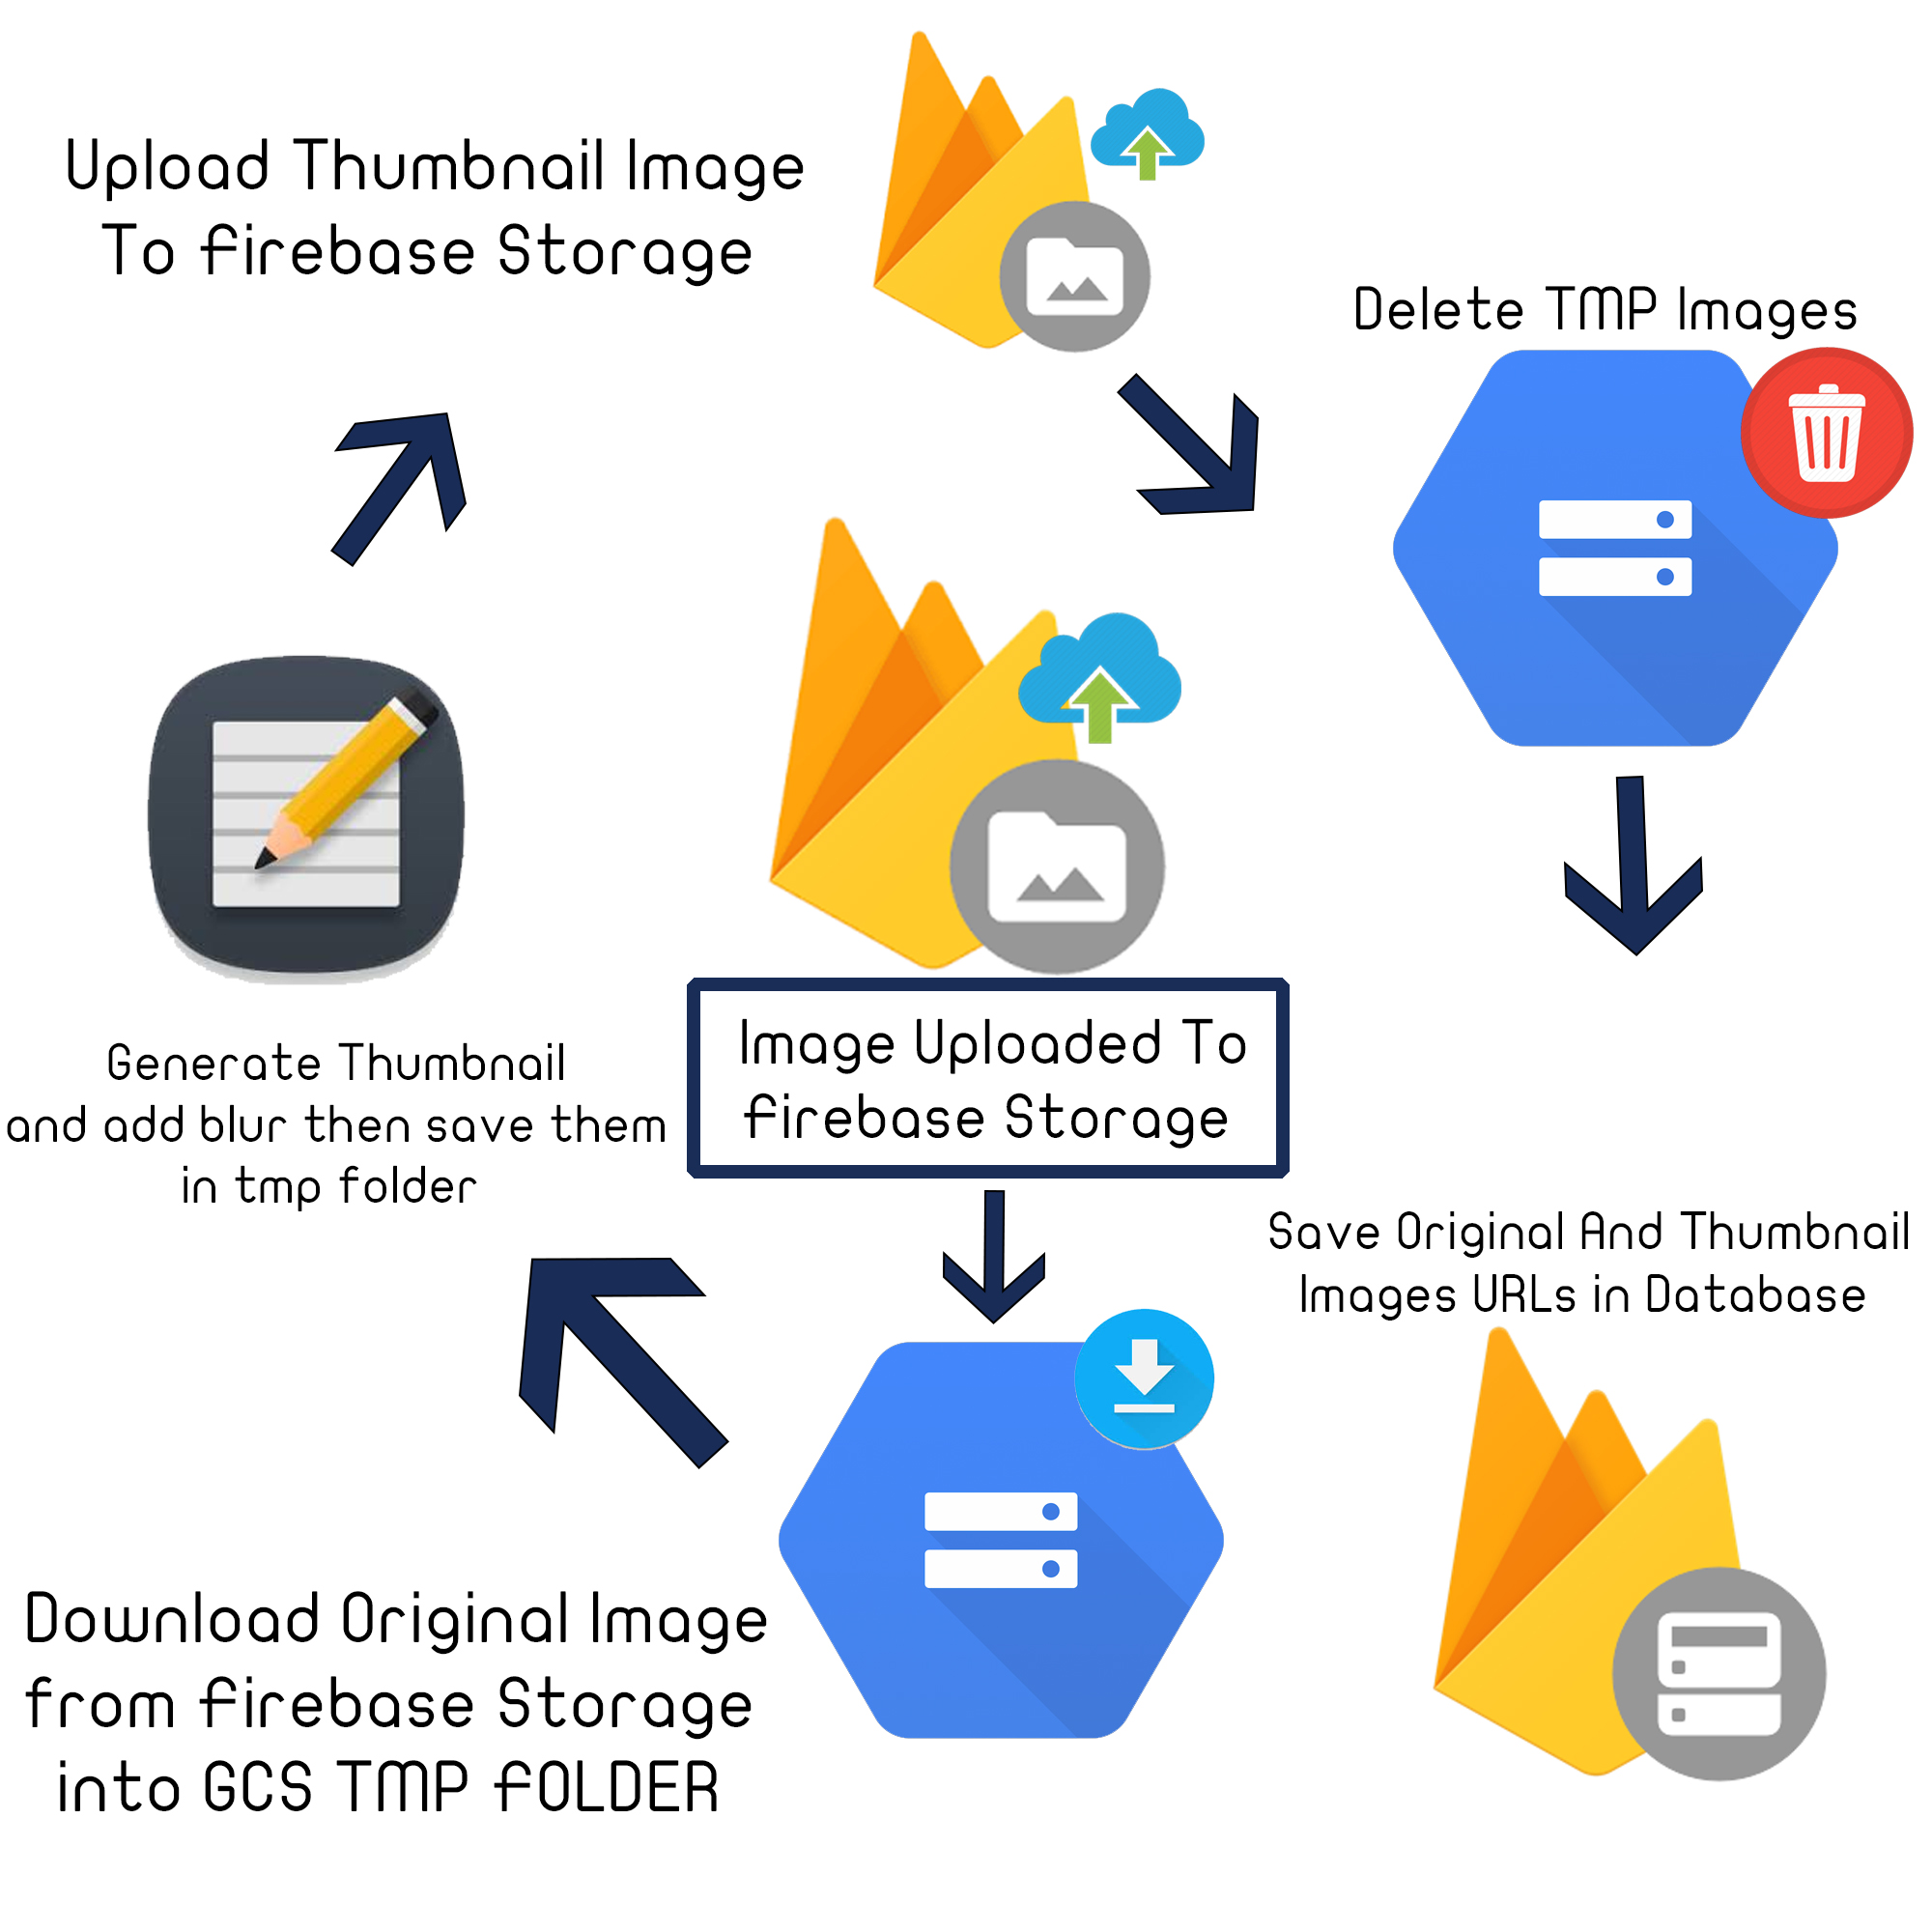 Upload Thumbnail Image
To Firebase Storage
Delete TMP Images
Generate Thumbnail
and add blur then save them
in tmp folder
Image Uploaded To
Firebase Storage
Save Original And Thumbnail
Images URLs in Database
Download Original Image
from Firebase Storage
into GCS TMP FOLDER